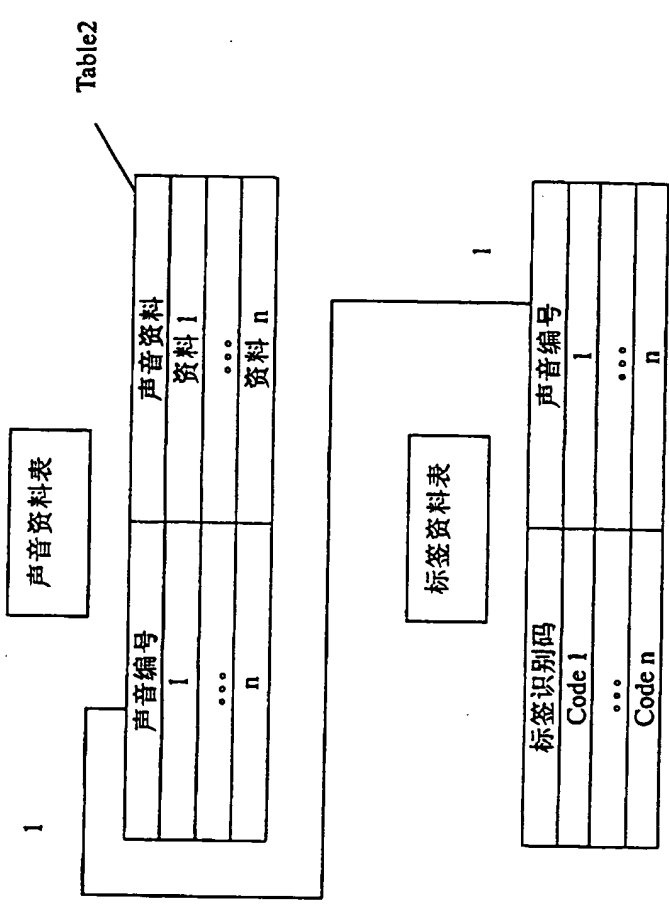 Table2
声音资料表
1
声音编号 声音资料
1 资料 1
... ...
n 资料 n
标签资料表
1
标签识别码 声音编号
Code 1 1
... ...
Code n n